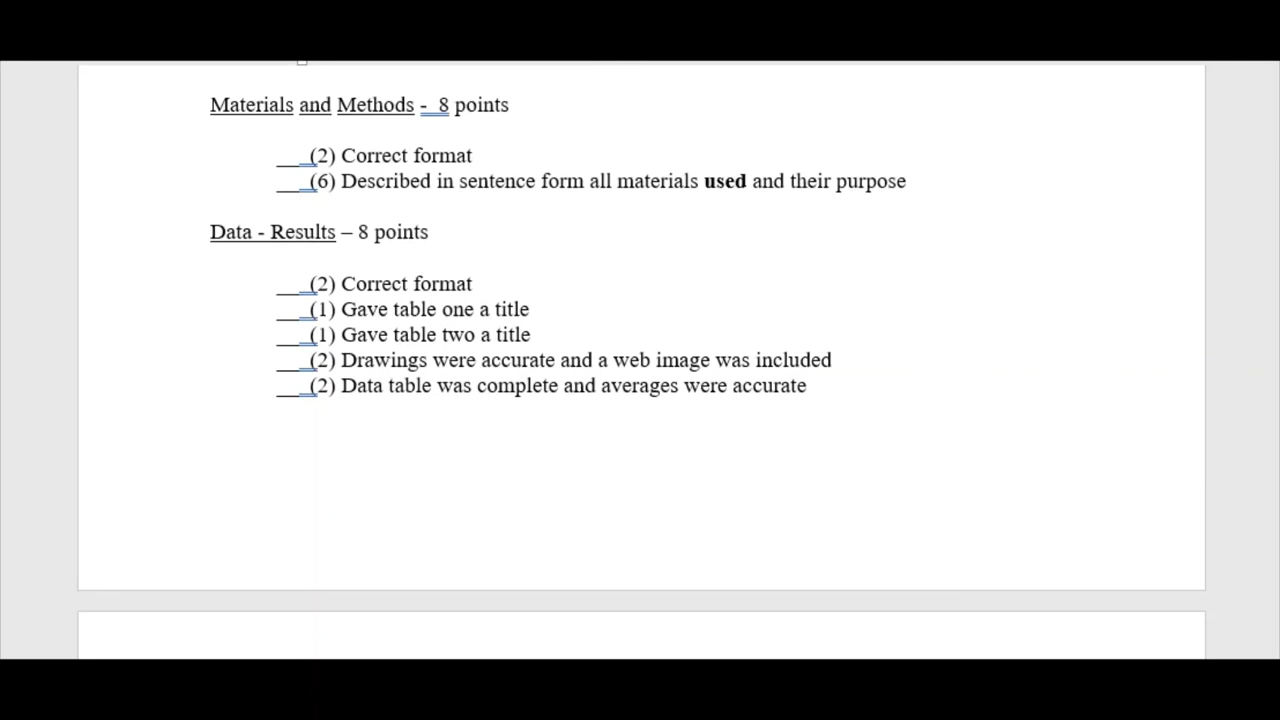 Materials and Methods -  8 points
___(2) Correct format
___(6) Described in sentence form all materials used and their purpose
Data - Results – 8 points
___(2) Correct format
___(1) Gave table one a title
___(1) Gave table two a title
___(2) Drawings were accurate and a web image was included
___(2) Data table was complete and averages were accurate